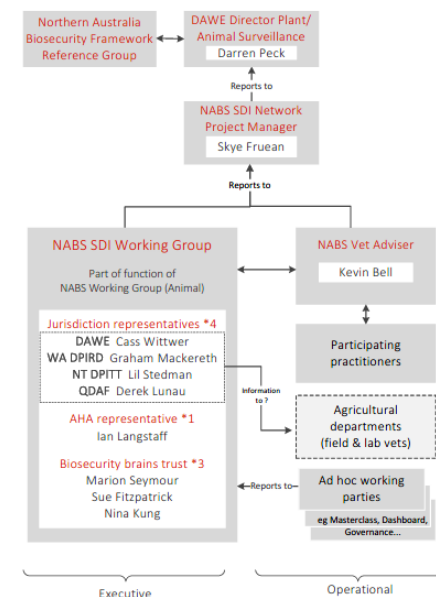 Northern Australia
Biosecurity Framework
Reference Group
DAWE Director Plant/
Animal Surveillance
Darren Peck
Reports to
NABS SDI Network
Project Manager
Skye Fruean
Reports to
NABS SDI Working Group
Part of function of
NABS Working Group (Animal)
Jurisdiction representatives *4
DAWE Cass Wittwer
WA DPIRD Graham Mackereth
NT DPITT Lil Stedman
QDAF Derek Lunau
AHA representative *1
Ian Langstaff
Biosecurity brains trust *3
Marion Seymour
Sue Fitzpatrick
Nina Kung
NABS Vet Adviser
Kevin Bell
Participating
practitioners
Information
to ?
Agricultural
departments
(field & lab vets)
Reports to
Ad hoc working
parties
eg Masterclass, Dashboard,
Governance...
Executive
Operational